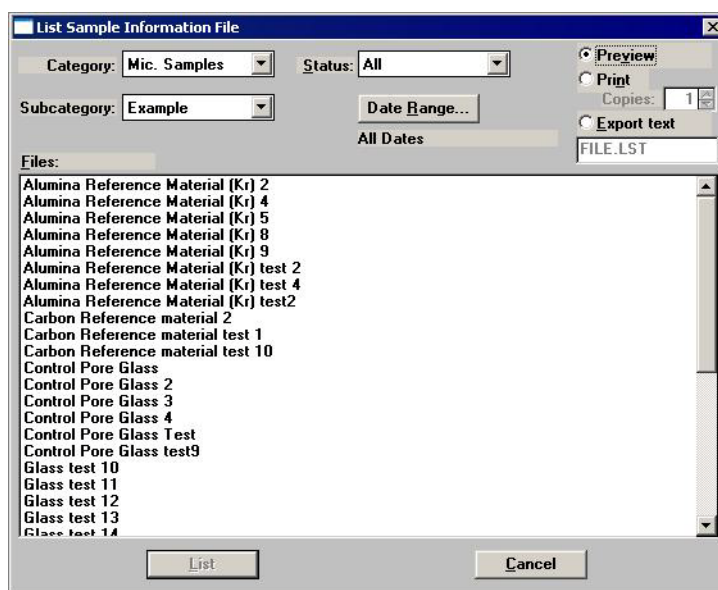 List Sample Information File
Category: Mic. Samples
Status: All
Preview
Print
Copies: 1
Subcategory: Example
Date Range...
Export text
All Dates
FILE.LST
Files:
Alumina Reference Material (Kr) 2
Alumina Reference Material (Kr) 4
Alumina Reference Material (Kr) 5
Alumina Reference Material (Kr) 8
Alumina Reference Material (Kr) 9
Alumina Reference Material (Kr) test 2
Alumina Reference Material (Kr) test 4
Alumina Reference Material (Kr) test2
Carbon Reference material 2
Carbon Reference material test 1
Carbon Reference material test 10
Control Pore Glass
Control Pore Glass 2
Control Pore Glass 3
Control Pore Glass 4
Control Pore Glass Test
Control Pore Glass test9
Glass test 10
Glass test 11
Glass test 12
Glass test 13
Glass test 14
List
Cancel